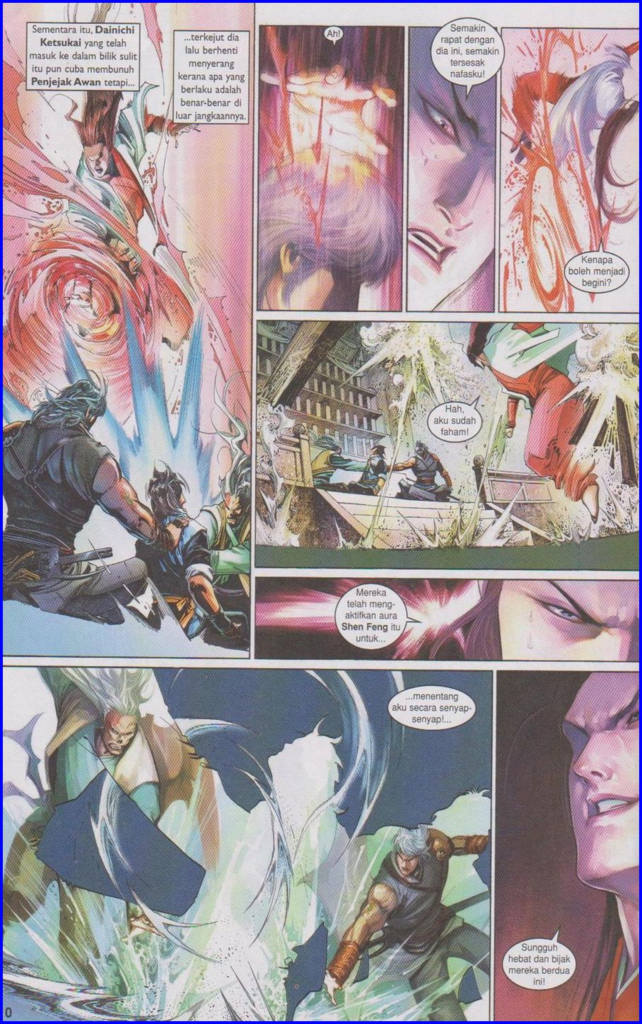 Sementara itu, Dainichi
Ketsukai yang telah
masuk ke dalam bilik sulit
itu pun cuba membunuh
Penjejak Awan tetapi...
...terkejut dia
lalu berhenti
menyerang
kerana apa yang
berlaku adalah
benar-benar di
luar jangkaannya.
Ah!
Semakin
rapat dengan
dia ini, semakin
tersesak
nafasku!
Kenapa
boleh menjadi
begini?
Hah,
aku sudah
faham!
Mereka
telah meng-
aktifkan aura
Shen Feng itu
untuk...
...menentang
aku secara senyap-
senyap!...
Sungguh
hebat dan bijak
mereka berdua
ini!
0